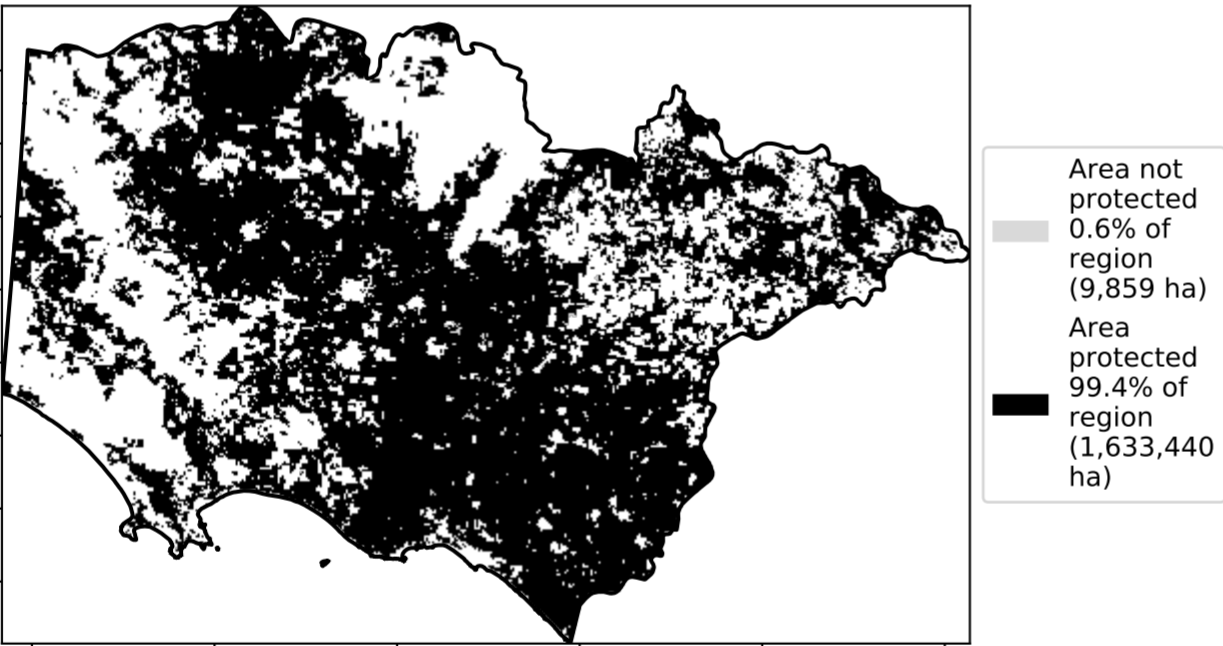 Area not
protected
0.6% of
region
(9,859 ha)
Area
protected
99.4% of
region
(1,633,440
ha)